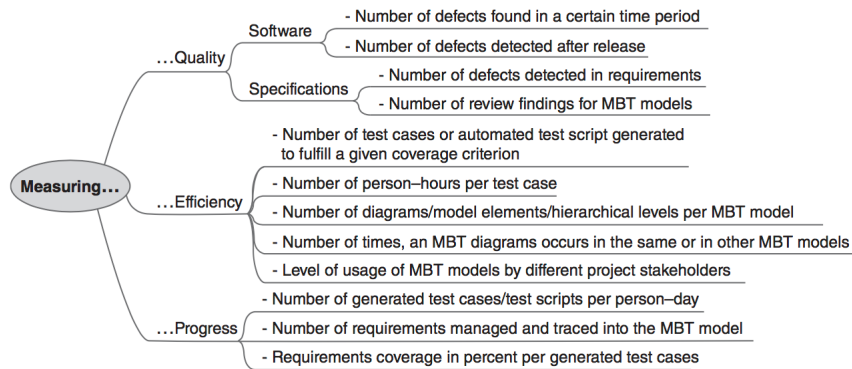 Measuring...
...Quality
Software
- Number of defects found in a certain time period
- Number of defects detected after release
Specifications
- Number of defects detected in requirements
- Number of review findings for MBT models
...Efficiency
- Number of test cases or automated test script generated
to fulfill a given coverage criterion
- Number of person–hours per test case
- Number of diagrams/model elements/hierarchical levels per MBT model
- Number of times, an MBT diagrams occurs in the same or in other MBT models
- Level of usage of MBT models by different project stakeholders
...Progress
- Number of generated test cases/test scripts per person–day
- Number of requirements managed and traced into the MBT model
- Requirements coverage in percent per generated test cases